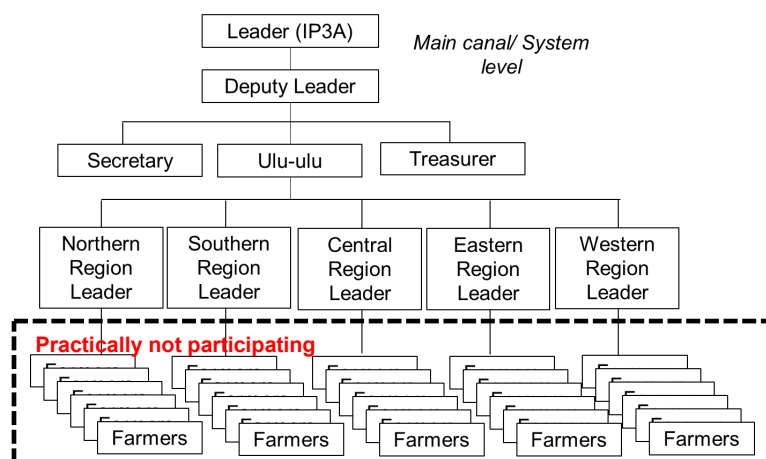 Leader (IP3A)
Main canal/ System
level
Deputy Leader
Secretary
Ulu-ulu
Treasurer
Northern
Region
Leader
Southern
Region
Leader
Central
Region
Leader
Eastern
Region
Leader
Western
Region
Leader
Practically not participating
Farmers
Farmers
Farmers
Farmers
Farmers